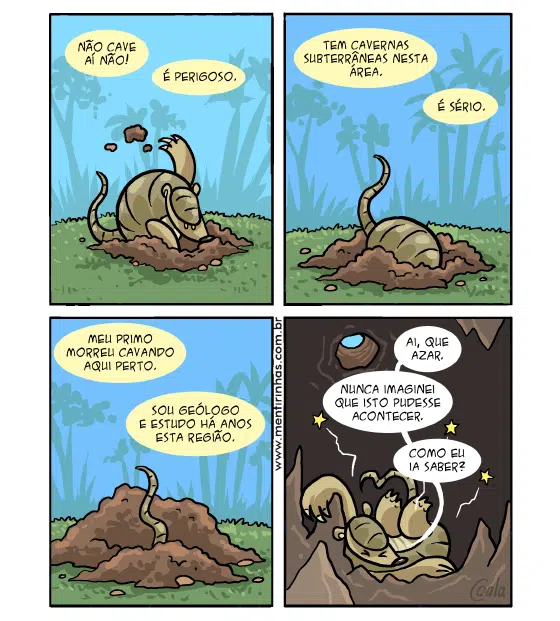 NÃO CAVE
AÍ NÃO!
É PERIGOSO.
TEM CAVERNAS
SUBTERRÂNEAS NESTA
ÁREA.
É SÉRIO.
MEU PRIMO
MORREU CAVANDO
AQUI PERTO.
SOU GEÓLOGO
E ESTUDO HÁ ANOS
ESTA REGIÃO.
www.mentirinhas.com.br
AI, QUE
AZAR.
NUNCA IMAGINEI
QUE ISTO PUDESSE
ACONTECER.
COMO EU
IA SABER?
Coala